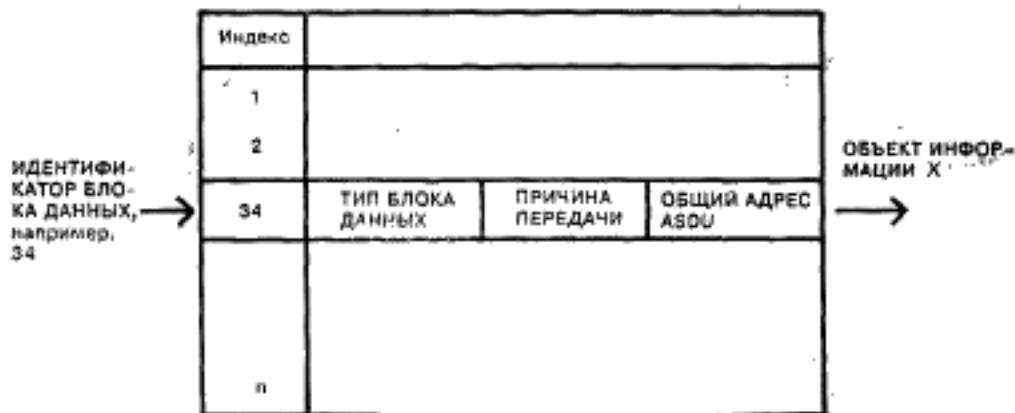 Индекс
1
2
ИДЕНТИФИ-
КАТОР БЛО-
КА ДАННЫХ,
например,
34
34
ТИП БЛОКА
ДАННЫХ
ПРИЧИНА
ПЕРЕДАЧИ
ОБЩИЙ АДРЕС
ASDU
ОБЪЕКТ ИНФОР-
МАЦИИ X
n